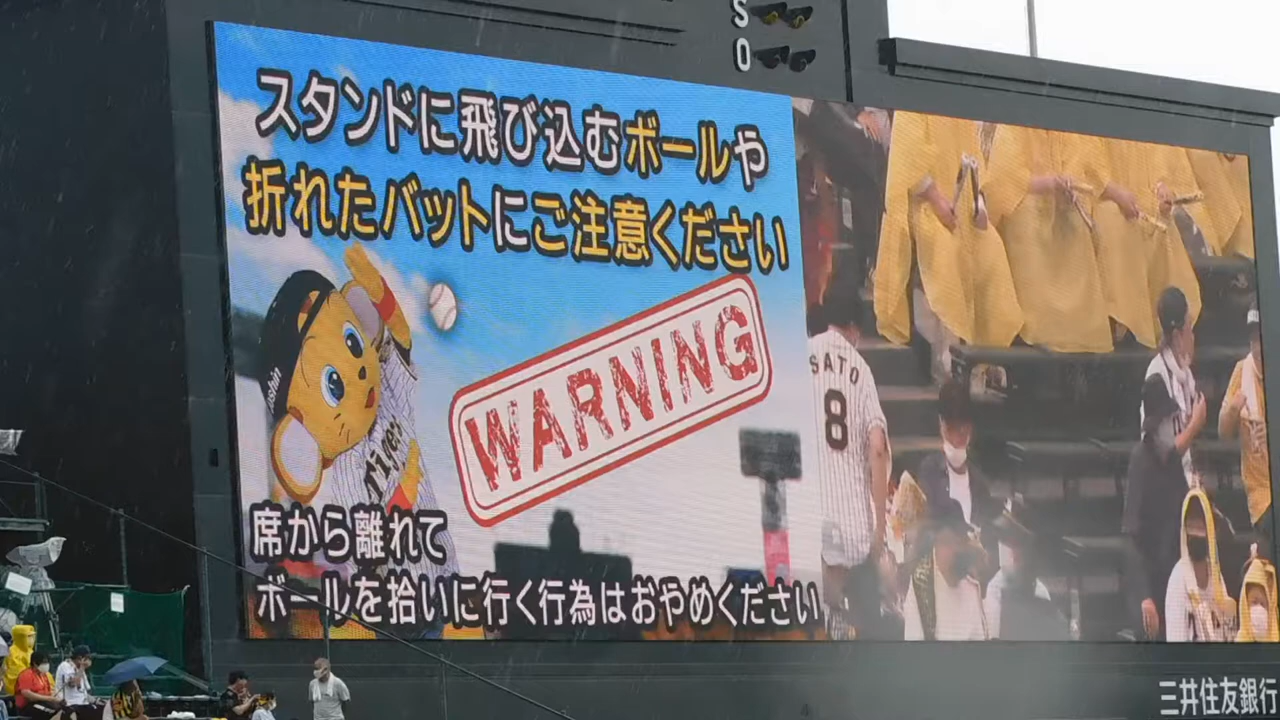 S
O
スタンドに飛び込むボールや
折れたバットにご注意ください
WARNING
Tigers
SATO
8
席から離れて
ボールを拾いに行く行為はおやめください
三井住友銀行